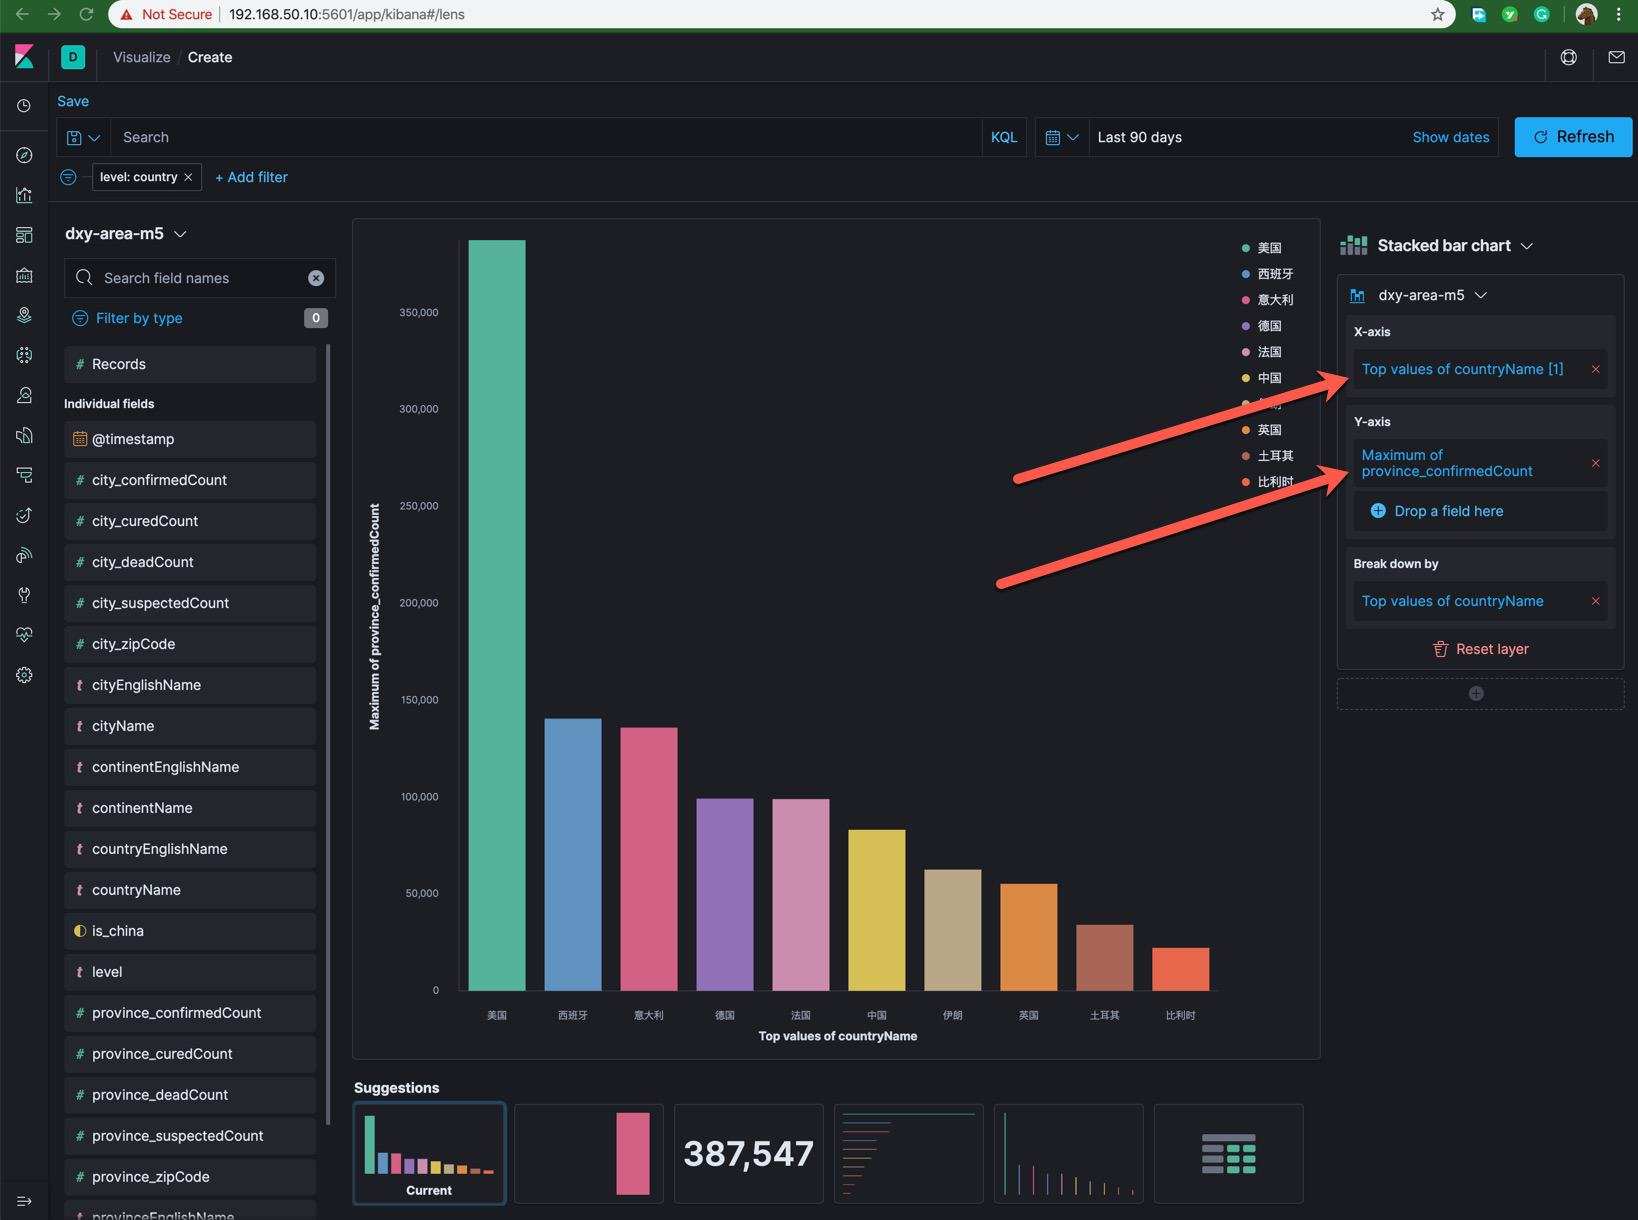 Not Secure
192.168.50.10:5601/app/kibana#/lens
D
Visualize / Create
Save
Search
KQL
Last 90 days
Show dates
Refresh
level: country ×
+ Add filter
dxy-area-m5
Search field names
Filter by type
0
# Records
Individual fields
@timestamp
# city_confirmedCount
# city_curedCount
# city_deadCount
# city_suspectedCount
# city_zipCode
t cityEnglishName
t cityName
t continentEnglishName
t continentName
t countryEnglishName
t countryName
is_china
t level
# province_confirmedCount
# province_curedCount
# province_deadCount
# province_suspectedCount
# province_zipCode
t provinceEnglishName
Maximum of province_confirmedCount
350,000
300,000
250,000
200,000
150,000
100,000
50,000
0
美国
西班牙
意大利
德国
法国
中国
伊朗
英国
土耳其
比利时
Top values of countryName
美国
西班牙
意大利
德国
法国
中国
英国
土耳其
比利时
Stacked bar chart
dxy-area-m5
X-axis
Top values of countryName [1] ×
Y-axis
Maximum of
province_confirmedCount ×
Drop a field here
Break down by
Top values of countryName ×
Reset layer
Suggestions
Current
387,547